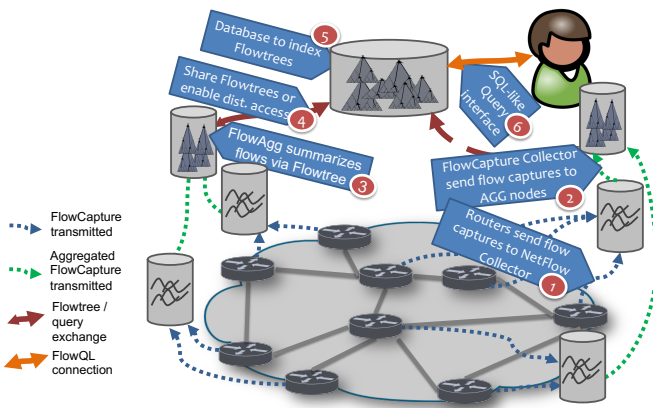 Database to index
Flowtrees
5
Share Flowtrees or
enable dist. access
4
FlowAgg summarizes
flows via Flowtree
3
SQL-like
Query
interface
6
FlowCapture Collector
send flow captures to
AGG nodes
2
Routers send flow
captures to NetFlow
Collector
1
FlowCapture
transmitted
Aggregated
FlowCapture
transmitted
Flowtree /
query
exchange
FlowQL
connection